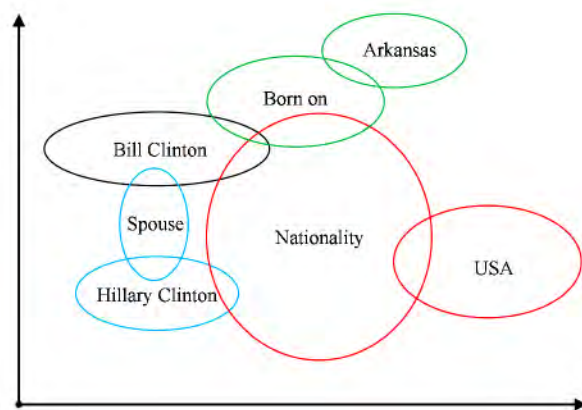 Arkansas
Born on
Bill Clinton
Spouse
Nationality
USA
Hillary Clinton